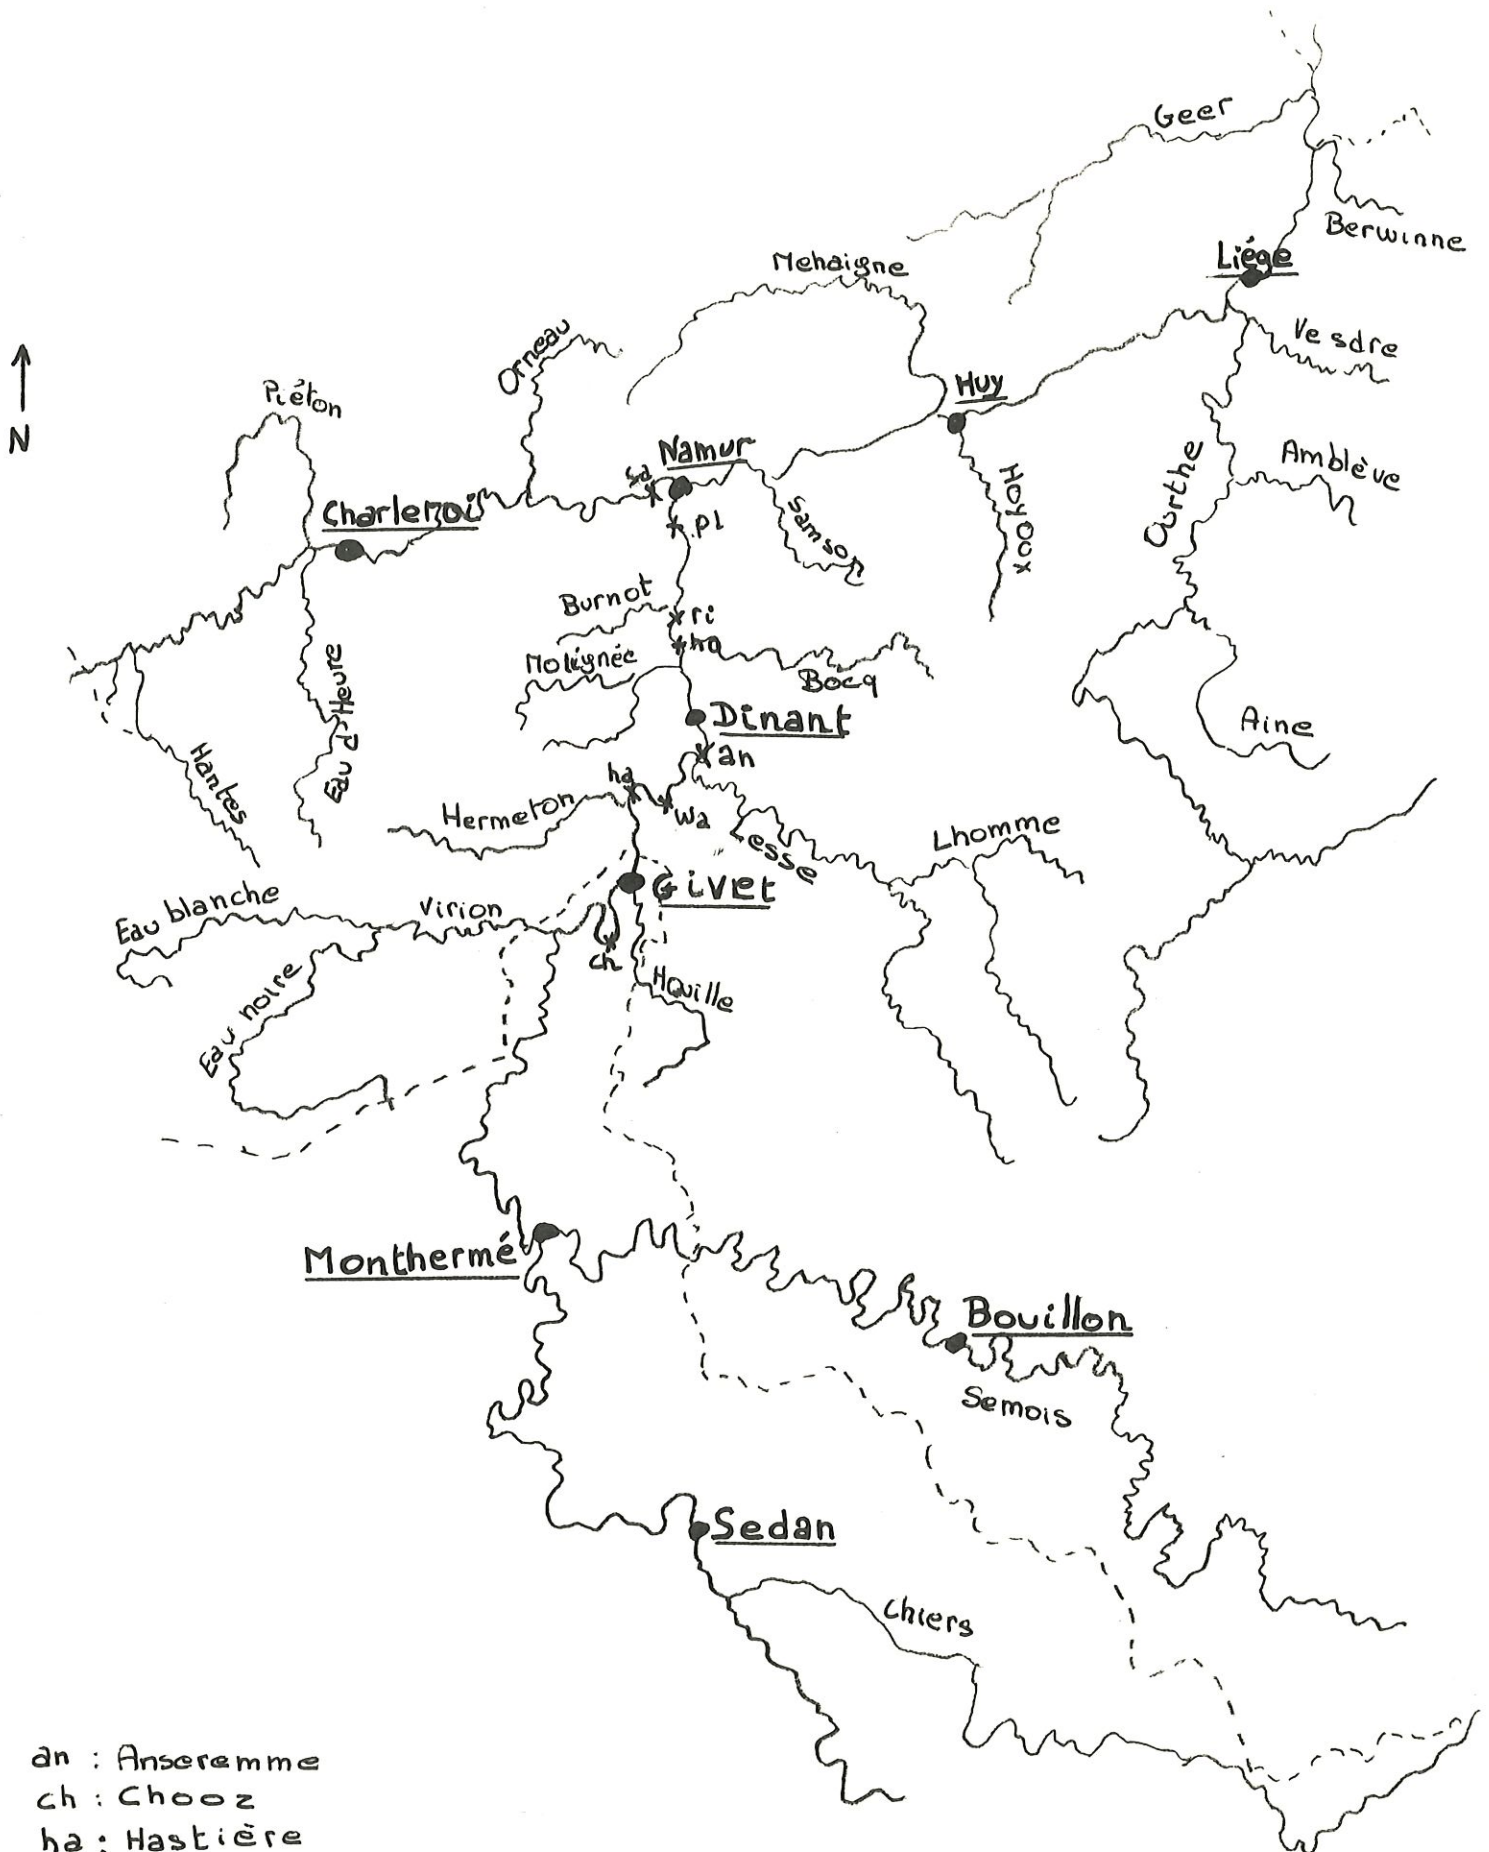 Geer
Berwinne
Liége
Mehaigne
Vesdre
Orneau
Huy
Piéton
N
Namur
sa
Amblève
Charleroi
pl
Samson
Hoyoox
Ourthe
Burnot
ri
ho
Molignée
Bocq
Eau d'Heure
Dinant
Aine
an
Hantes
ha
Hermeton
wa
Lesse
Lhomme
Givet
Eau blanche
Virion
ch
Houille
Eau noire
Monthermé
Bouillon
Semois
Sedan
Chiers
an : Anseremme
ch : Chooz
ha : Hastière